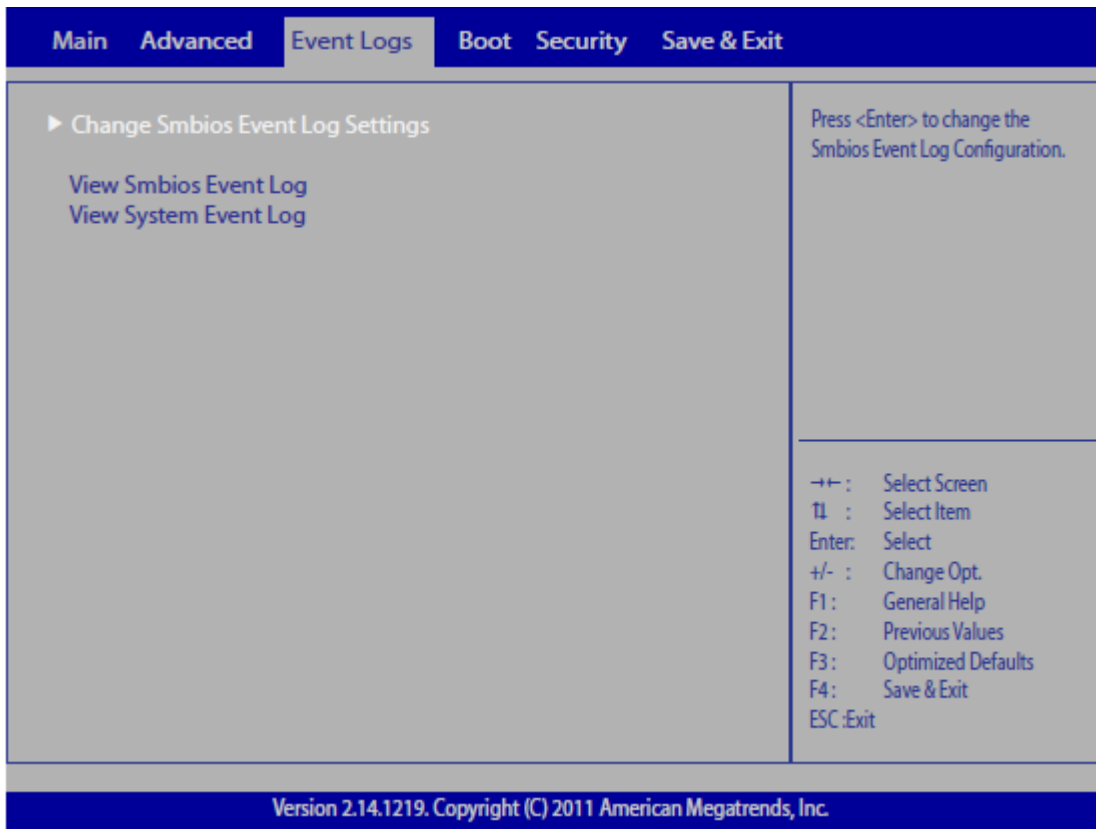 Main Advanced Event Logs Boot Security Save & Exit
▶ Change Smbios Event Log Settings
View Smbios Event Log
View System Event Log
Press <Enter> to change the
Smbios Event Log Configuration.
→← : Select Screen
↑↓ : Select Item
Enter: Select
+/- : Change Opt.
F1 : General Help
F2 : Previous Values
F3 : Optimized Defaults
F4 : Save & Exit
ESC :Exit
Version 2.14.1219. Copyright (C) 2011 American Megatrends, Inc.